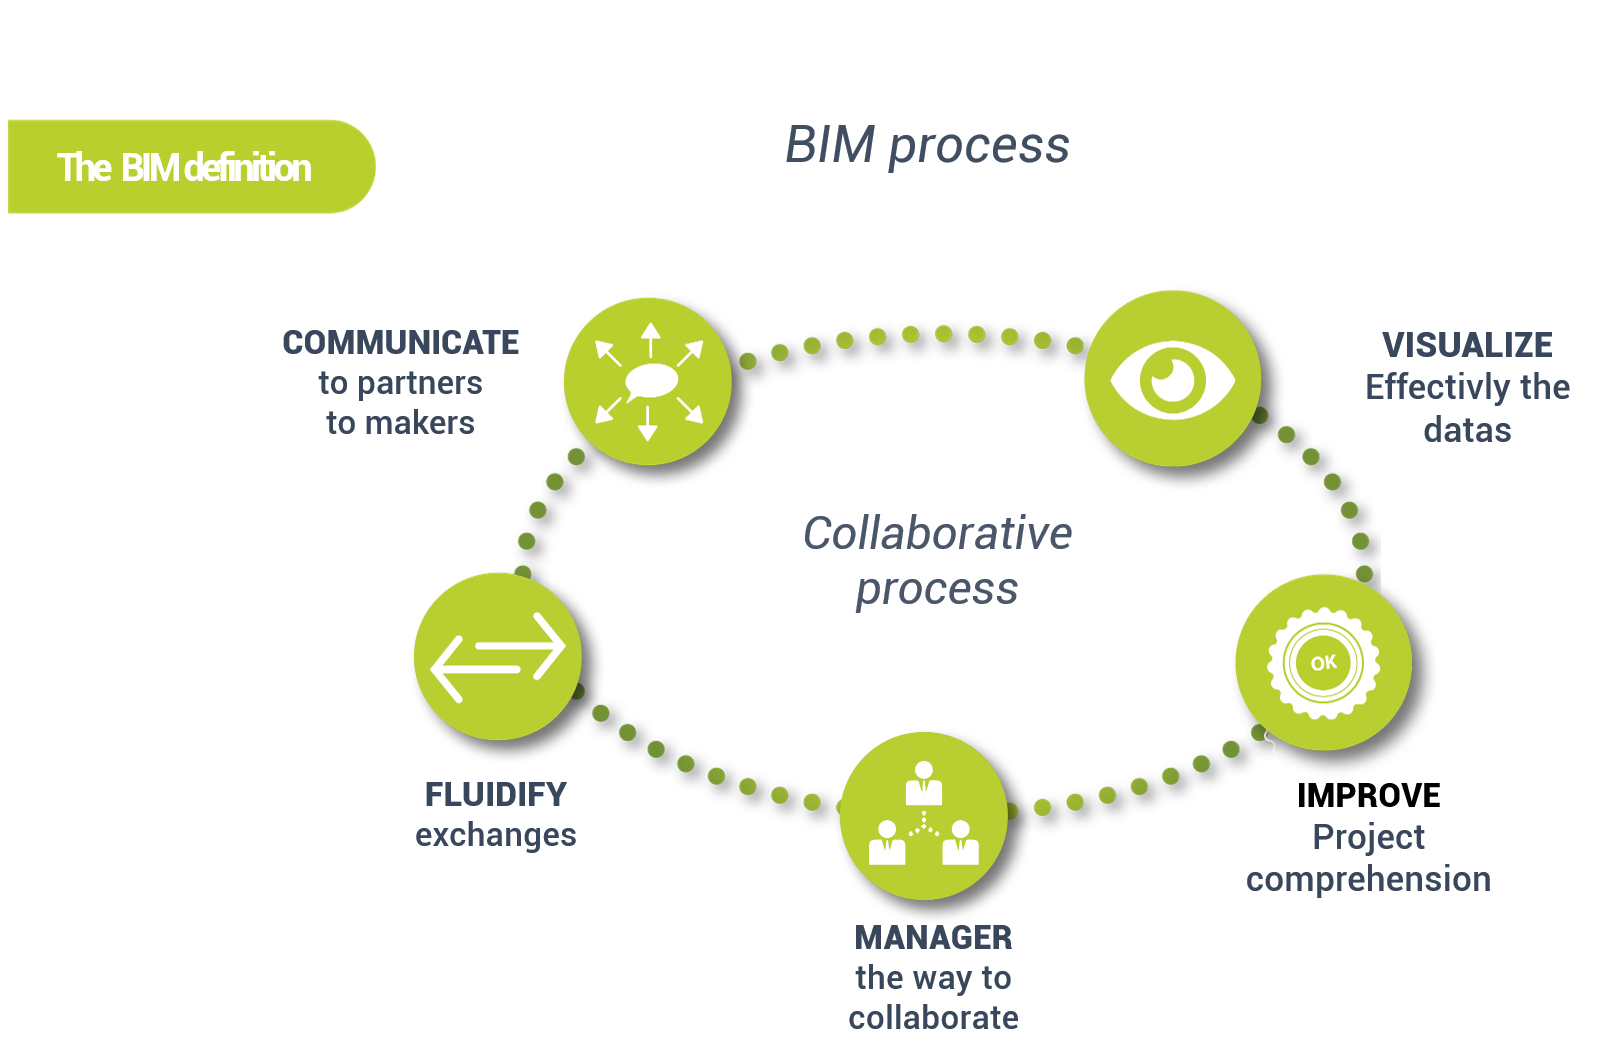 BIM process
The BIM definition
COMMUNICATE
to partners
to makers
VISUALIZE
Effectivly the
datas
Collaborative
process
OK
FLUIDIFY
exchanges
IMPROVE
Project
comprehension
MANAGER
the way to
collaborate